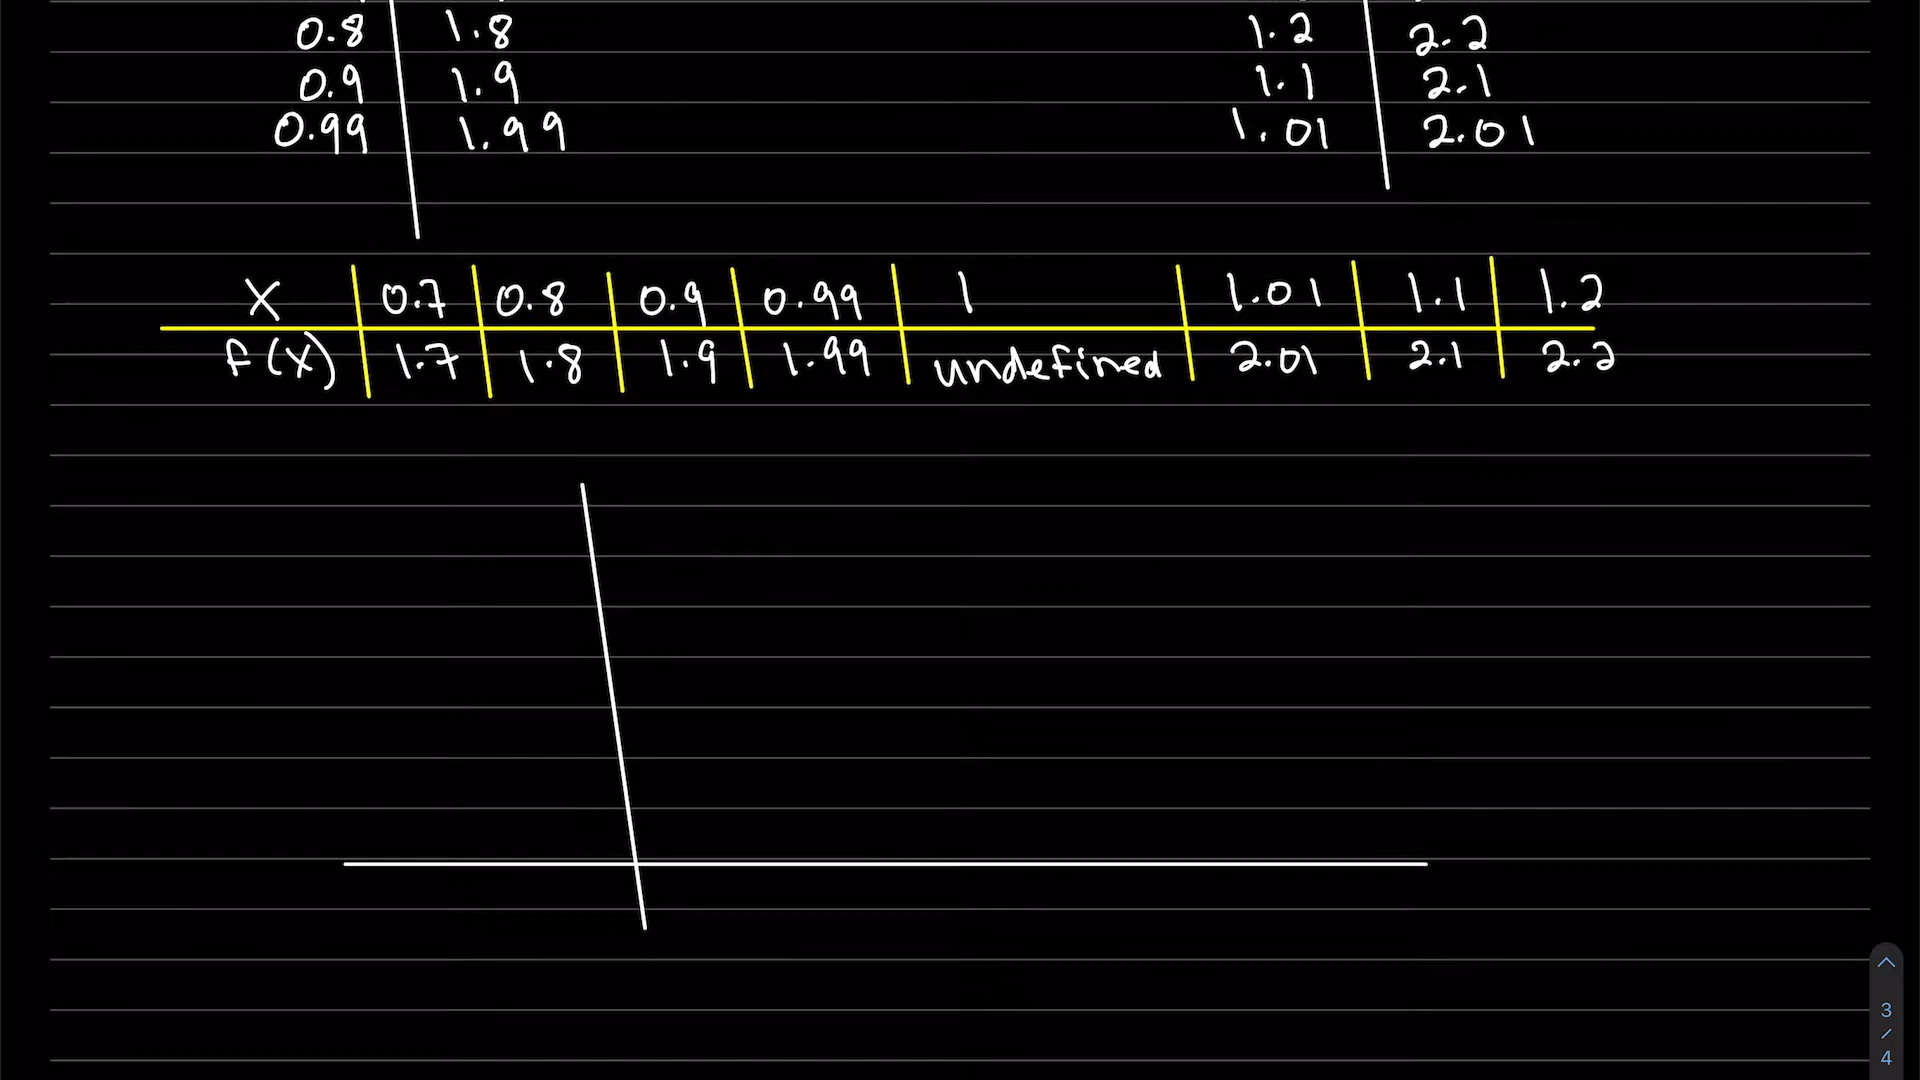 0.8 1.8 1.2 2.2
0.9 1.9 1.1 2.1
0.99 1.99 1.01 2.01
X 0.7 0.8 0.9 0.99 1 1.01 1.1 1.2
f(x) 1.7 1.8 1.9 1.99 undefined 2.01 2.1 2.2
3
/
4